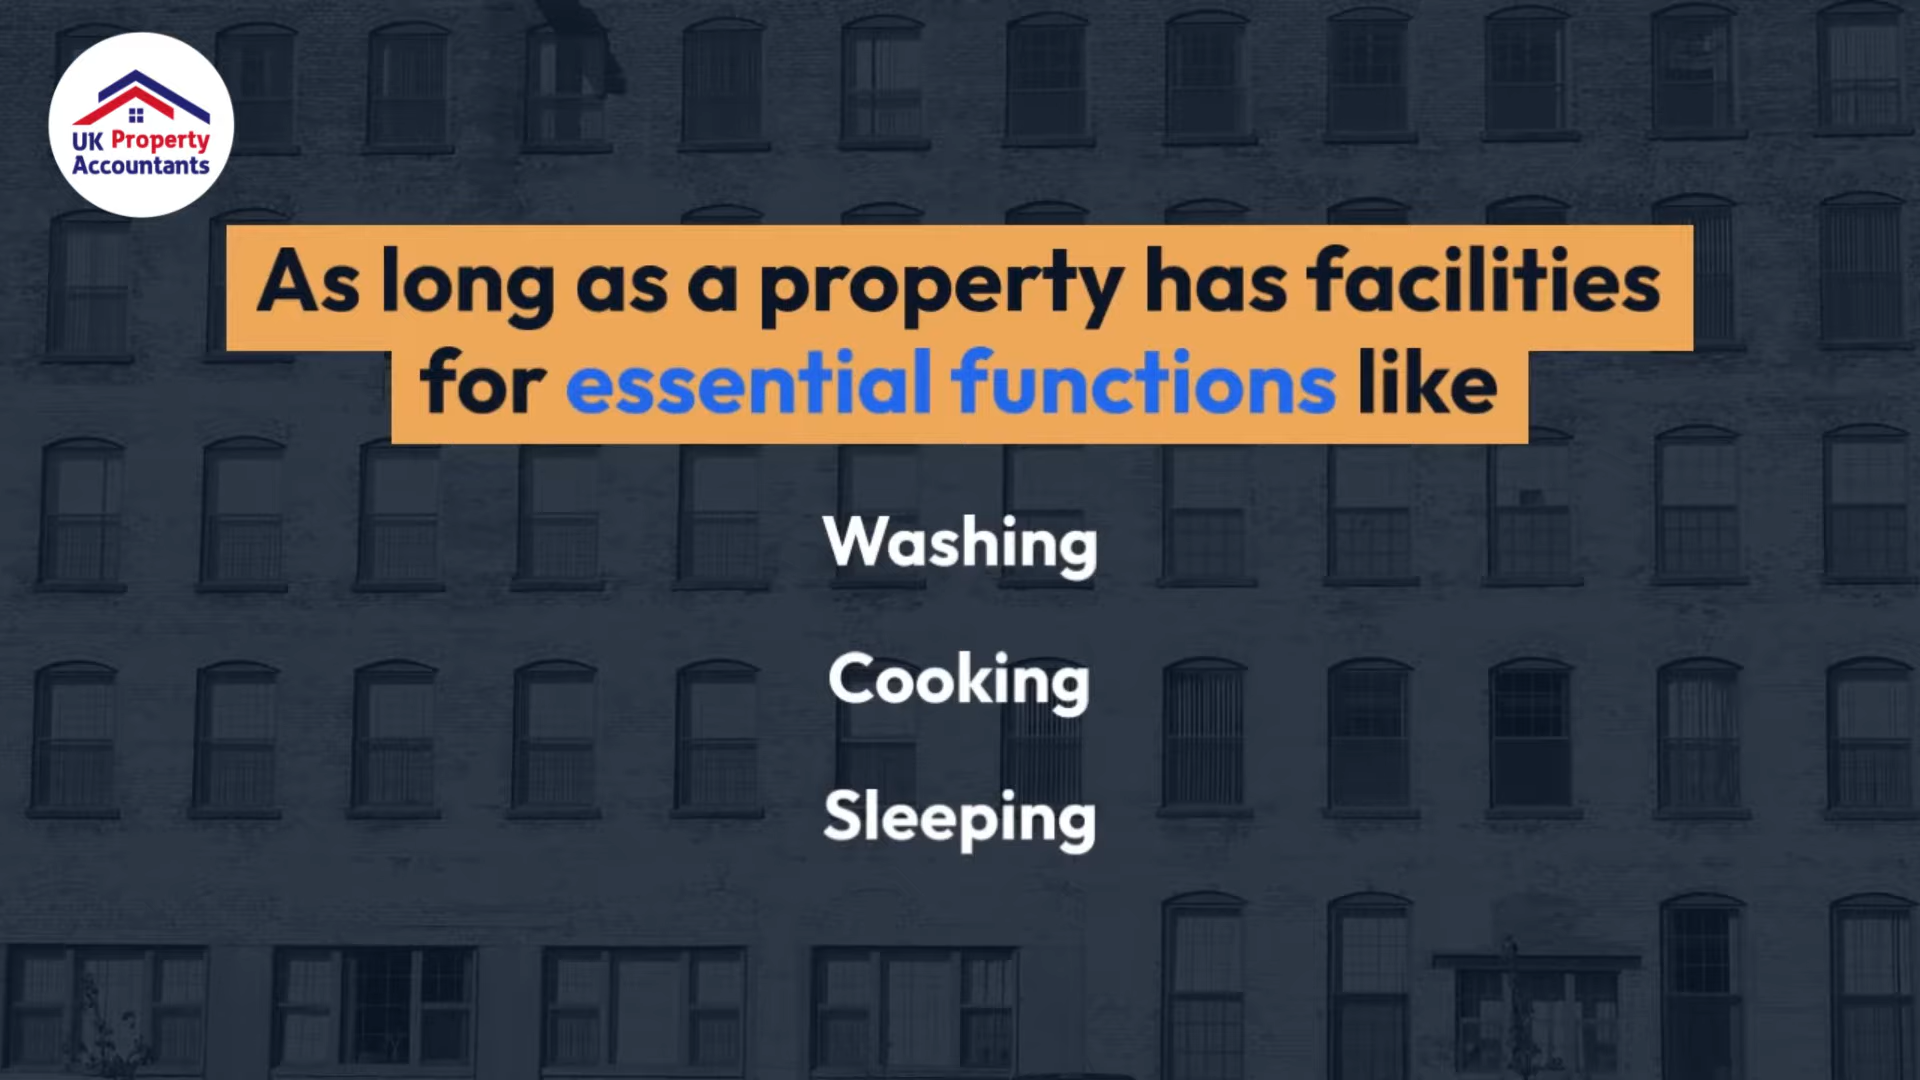 UK Property
Accountants
As long as a property has facilities
for essential functions like
Washing
Cooking
Sleeping